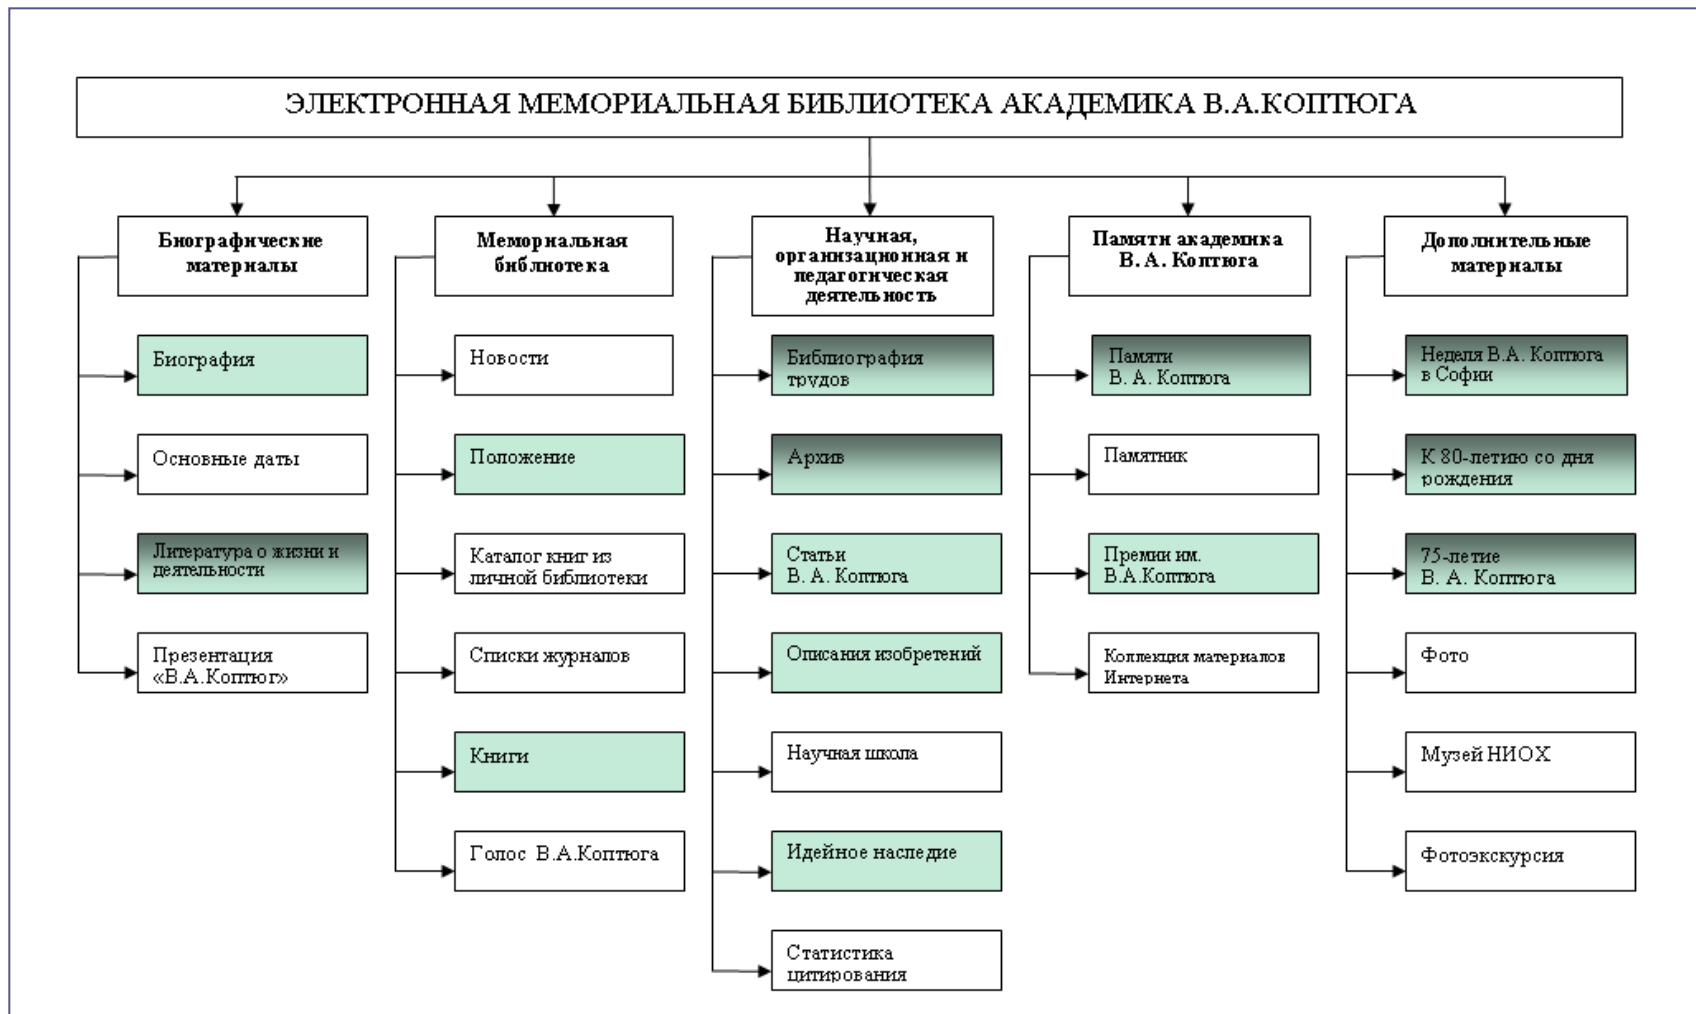 ЭЛЕКТРОННАЯ МЕМОРИАЛЬНАЯ БИБЛИОТЕКА АКАДЕМИКА В.А.КОПТЮГА
Биографические
материалы
Биография
Основные даты
Литература о жизни и
деятельности
Презентация
«В.А.Коптюг»
Мемориальная
библиотека
Новости
Положение
Каталог книг из
личной библиотеки
Списки журналов
Книги
Голос В.А.Коптюга
Научная,
организационная и
педагогическая
деятельность
Библиография
трудов
Архив
Статьи
В. А. Коптюга
Описания изобретений
Научная школа
Идейное наследие
Статистика
цитирования
Памяти академика
В. А. Коптюга
Памяти
В. А. Коптюга
Памятник
Премии им.
В.А.Коптюга
Коллекция материалов
Интернета
Дополнительные
материалы
Неделя В.А. Коптюга
в Софии
К 80-летию со дня
рождения
75-летие
В. А. Коптюга
Фото
Музей НИОХ
Фотоэкскурсия